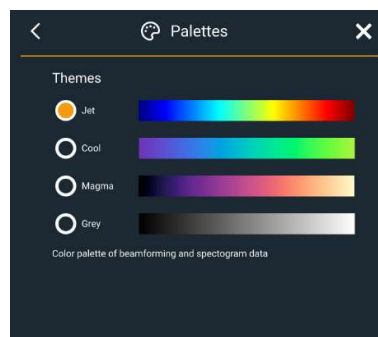 Palettes
Themes
Jet
Cool
Magma
Grey
Color palette of beamforming and spectogram data